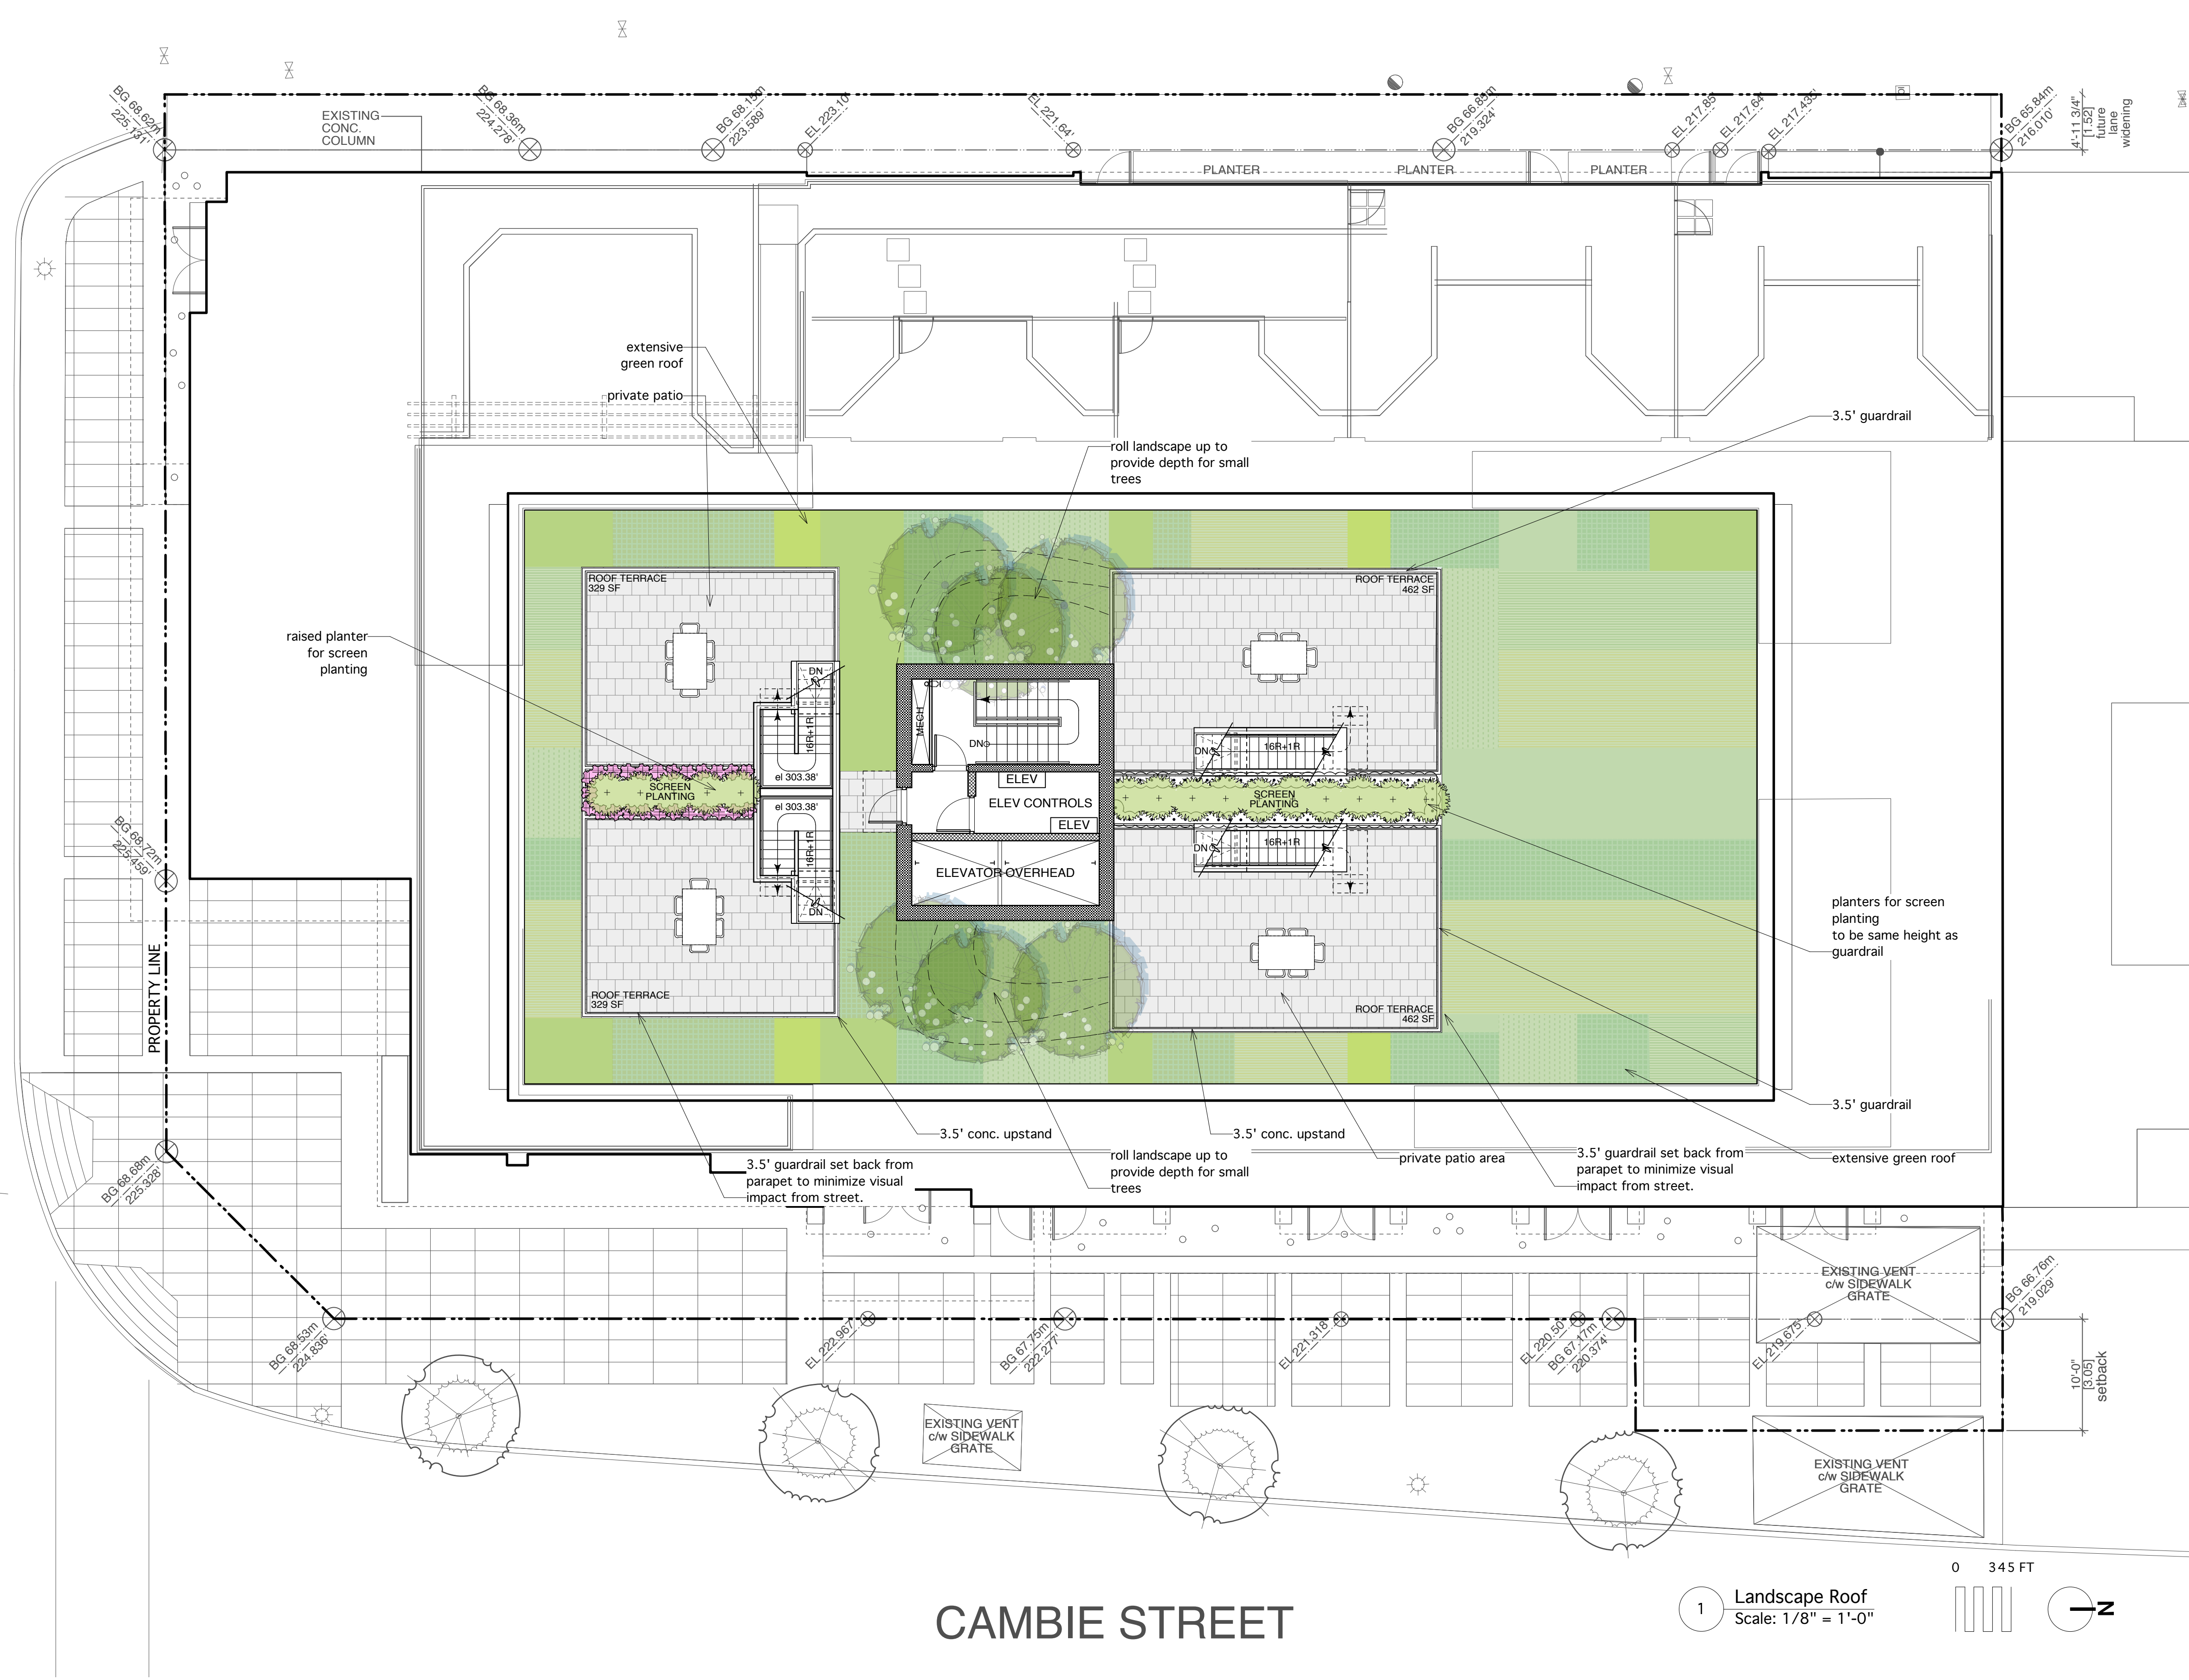 BG 68.62m
225.131'
EXISTING
CONC.
COLUMN
BG 68.36m
224.278'
BG 68.15m
223.589'
EL 223.10'
EL 221.64'
BG 66.85m
219.324'
EL 217.85'
EL 217.64'
EL 217.435'
BG 65.84m
216.010'
4'-11 3/4"
[1.52]
future
lane
widening
PLANTER
PLANTER
PLANTER
extensive
green roof
private patio
roll landscape up to
provide depth for small
trees
3.5' guardrail
ROOF TERRACE
329 SF
ROOF TERRACE
462 SF
raised planter
for screen
planting
DN
16R+1R
el 303.38'
MECH
DN
DN
16R+1R
SCREEN
PLANTING
ELEV
ELEV CONTROLS
ELEV
SCREEN
PLANTING
el 303.38'
16R+1R
DN
DN
16R+1R
ELEVATOR OVERHEAD
BG 68.72m
225.459'
PROPERTY LINE
planters for screen
planting
to be same height as
guardrail
ROOF TERRACE
329 SF
ROOF TERRACE
462 SF
3.5' guardrail
3.5' conc. upstand
3.5' conc. upstand
3.5' guardrail set back from
parapet to minimize visual
impact from street.
roll landscape up to
provide depth for small
trees
private patio area
3.5' guardrail set back from
parapet to minimize visual
impact from street.
extensive green roof
BG 68.68m
225.328'
BG 68.53m
224.836'
EL 222.967'
BG 67.75m
222.277'
EL 221.318'
EL 220.50'
BG 67.17m
220.374'
EL 219.675'
EXISTING VENT
c/w SIDEWALK
GRATE
BG 66.76m
219.029'
10'-0"
[3.05]
setback
EXISTING VENT
c/w SIDEWALK
GRATE
EXISTING VENT
c/w SIDEWALK
GRATE
CAMBIE STREET
1
Landscape Roof
Scale: 1/8" = 1'-0"
0 345 FT
N